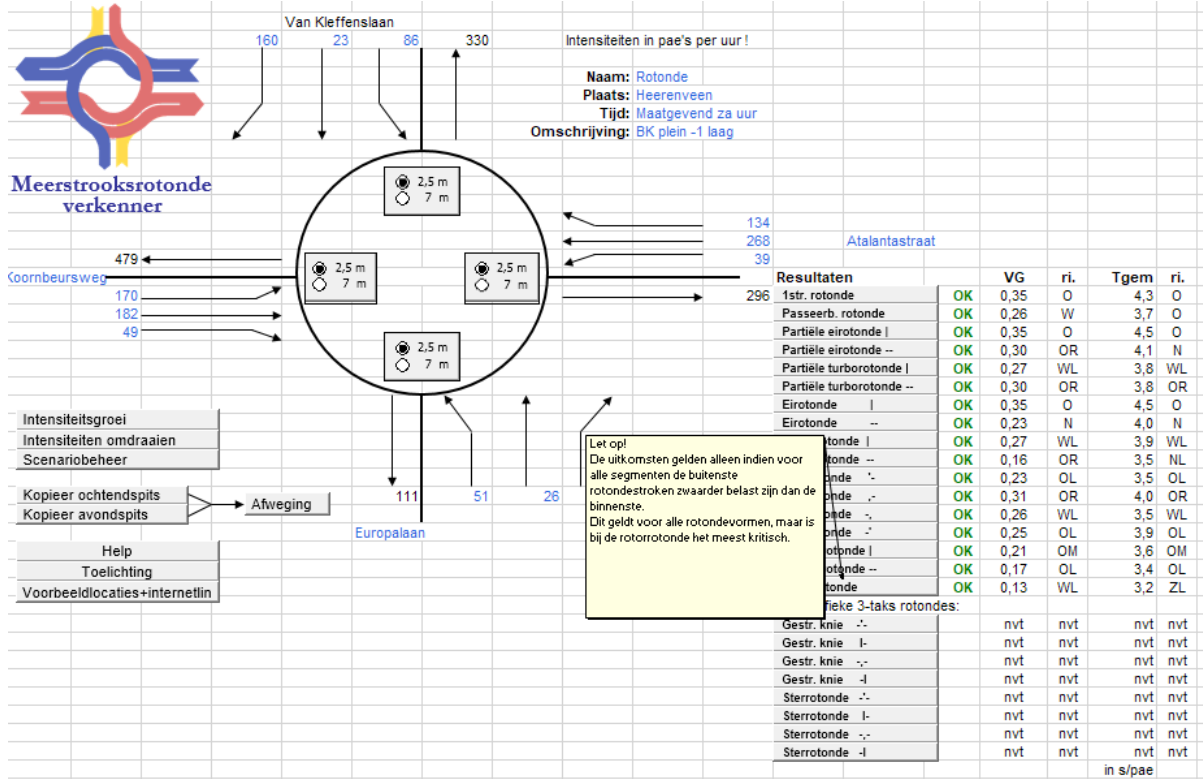 Van Kleffenslaan
160 23 86 330 Intensiteiten in pae's per uur !
Naam: Rotonde
Plaats: Heerenveen
Tijd: Maatgevend za uur
Omschrijving: BK plein -1 laag
Meerstrooksrotonde
verkenner
2,5 m
7 m
134
268 Atalantastraat
39
479
Koornbeursweg
2,5 m
7 m
2,5 m
7 m
170
182
49
296
2,5 m
7 m
Resultaten VG ri. Tgem ri.
1str. rotonde OK 0,35 O 4,3 O
Passeerb. rotonde OK 0,26 W 3,7 O
Partiële eirotonde | OK 0,35 O 4,5 O
Partiële eirotonde -- OK 0,30 OR 4,1 N
Partiële turborotonde | OK 0,27 WL 3,8 WL
Partiële turborotonde -- OK 0,30 OR 3,8 OR
Eirotonde | OK 0,35 O 4,5 O
Eirotonde -- OK 0,23 N 4,0 N
tonde | OK 0,27 WL 3,9 WL
tonde -- OK 0,16 OR 3,5 NL
onde '- OK 0,23 OL 3,5 OL
onde ,- OK 0,31 OR 4,0 OR
onde -, OK 0,26 WL 3,5 WL
onde -' OK 0,25 OL 3,9 OL
otonde | OK 0,21 OM 3,6 OM
otonde -- OK 0,17 OL 3,4 OL
tonde OK 0,13 WL 3,2 ZL
fieke 3-taks rotondes:
Gestr. knie -'- nvt nvt nvt nvt
Gestr. knie I- nvt nvt nvt nvt
Gestr. knie -,- nvt nvt nvt nvt
Gestr. knie -I nvt nvt nvt nvt
Sterrotonde -'- nvt nvt nvt nvt
Sterrotonde I- nvt nvt nvt nvt
Sterrotonde -,- nvt nvt nvt nvt
Sterrotonde -I nvt nvt nvt nvt
in s/pae
Let op!
De uitkomsten gelden alleen indien voor
alle segmenten de buitenste
rotondestroken zwaarder belast zijn dan de
binnenste.
Dit geldt voor alle rotondevormen, maar is
bij de rotorrotonde het meest kritisch.
111 51 26
Europalaan
Intensiteitsgroei
Intensiteiten omdraaien
Scenariobeheer
Kopieer ochtendspits
Kopieer avondspits
Afweging
Help
Toelichting
Voorbeeldlocaties+internetlin